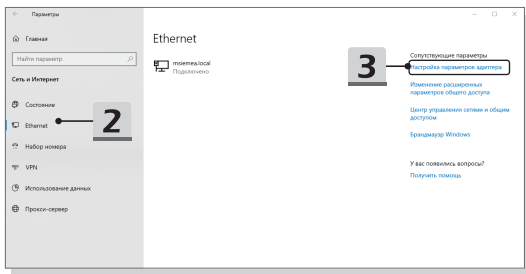 Параметры
Главная
Найти параметр
Сеть и Интернет
Состояние
Ethernet
2
Набор номера
VPN
Использование данных
Прокси-сервер
Ethernet
msiemea.local
Подключено
3
Сопутствующие параметры
Настройка параметров адаптера
Изменение расширенных
параметров общего доступа
Центр управления сетями и общим
доступом
Брандмауэр Windows
У вас появились вопросы?
Получить помощь